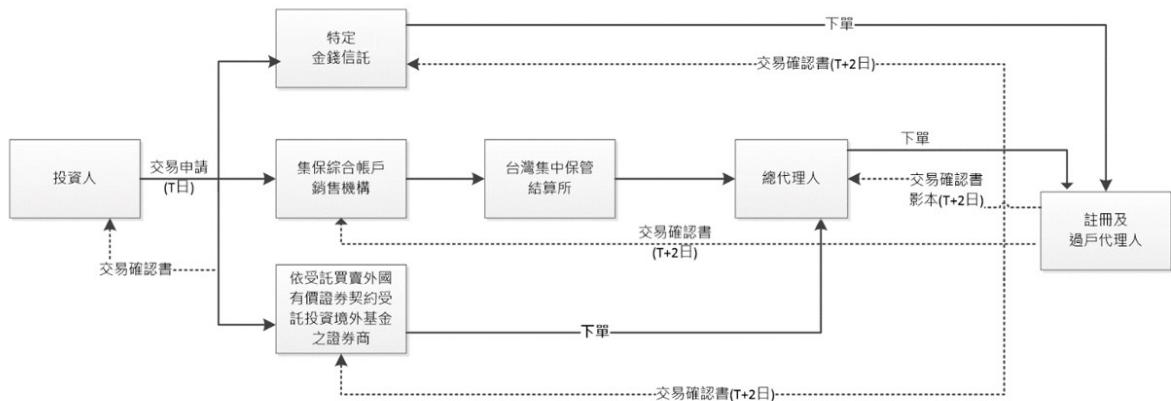 特定
金錢信託
下單
交易確認書(T+2日)
投資人
交易申請
(T日)
集保綜合帳戶
銷售機構
台灣集中保管
結算所
總代理人
下單
交易確認書
影本(T+2日)
註冊及
過戶代理人
交易確認書
(T+2日)
交易確認書
依受託買賣外國
有價證券契約受
託投資境外基金
之證券商
下單
交易確認書(T+2日)